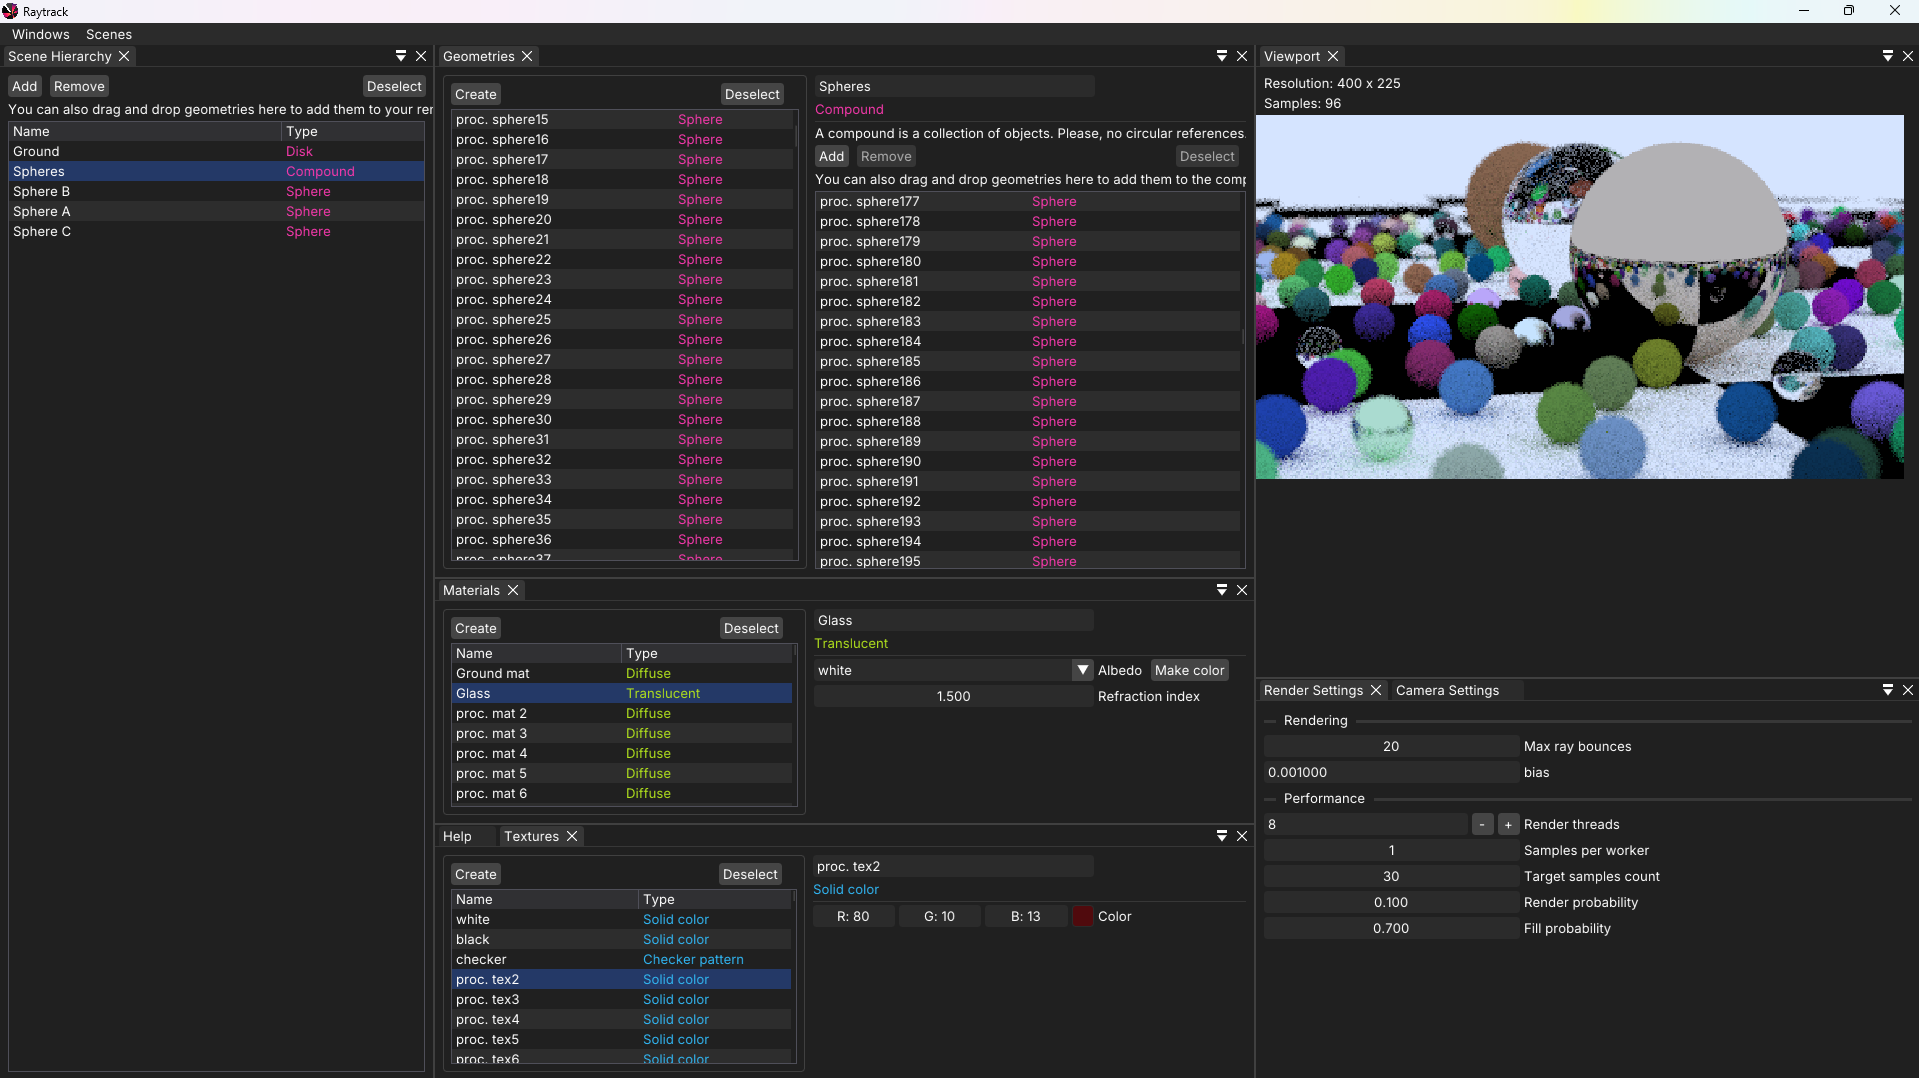 Raytrack
Windows Scenes
Scene Hierarchy
Add Remove Deselect
You can also drag and drop geometries here to add them to your rer
Name Type
Ground Disk
Spheres Compound
Sphere B Sphere
Sphere A Sphere
Sphere C Sphere
Geometries
Create Deselect
proc. sphere15 Sphere
proc. sphere16 Sphere
proc. sphere17 Sphere
proc. sphere18 Sphere
proc. sphere19 Sphere
proc. sphere20 Sphere
proc. sphere21 Sphere
proc. sphere22 Sphere
proc. sphere23 Sphere
proc. sphere24 Sphere
proc. sphere25 Sphere
proc. sphere26 Sphere
proc. sphere27 Sphere
proc. sphere28 Sphere
proc. sphere29 Sphere
proc. sphere30 Sphere
proc. sphere31 Sphere
proc. sphere32 Sphere
proc. sphere33 Sphere
proc. sphere34 Sphere
proc. sphere35 Sphere
proc. sphere36 Sphere
proc. sphere37 Sphere
Spheres
Compound
A compound is a collection of objects. Please, no circular references.
Add Remove Deselect
You can also drag and drop geometries here to add them to the comp
proc. sphere177 Sphere
proc. sphere178 Sphere
proc. sphere179 Sphere
proc. sphere180 Sphere
proc. sphere181 Sphere
proc. sphere182 Sphere
proc. sphere183 Sphere
proc. sphere184 Sphere
proc. sphere185 Sphere
proc. sphere186 Sphere
proc. sphere187 Sphere
proc. sphere188 Sphere
proc. sphere189 Sphere
proc. sphere190 Sphere
proc. sphere191 Sphere
proc. sphere192 Sphere
proc. sphere193 Sphere
proc. sphere194 Sphere
proc. sphere195 Sphere
Materials
Create Deselect
Name Type
Ground mat Diffuse
Glass Translucent
proc. mat 2 Diffuse
proc. mat 3 Diffuse
proc. mat 4 Diffuse
proc. mat 5 Diffuse
proc. mat 6 Diffuse
Glass
Translucent
white Albedo Make color
1.500 Refraction index
Help Textures
Create Deselect
Name Type
white Solid color
black Solid color
checker Checker pattern
proc. tex2 Solid color
proc. tex3 Solid color
proc. tex4 Solid color
proc. tex5 Solid color
proc. tex6 Solid color
proc. tex2
Solid color
R: 80 G: 10 B: 13 Color
Viewport
Resolution: 400 x 225
Samples: 96
Render Settings Camera Settings
Rendering
20 Max ray bounces
0.001000 bias
Performance
8 - + Render threads
1 Samples per worker
30 Target samples count
0.100 Render probability
0.700 Fill probability